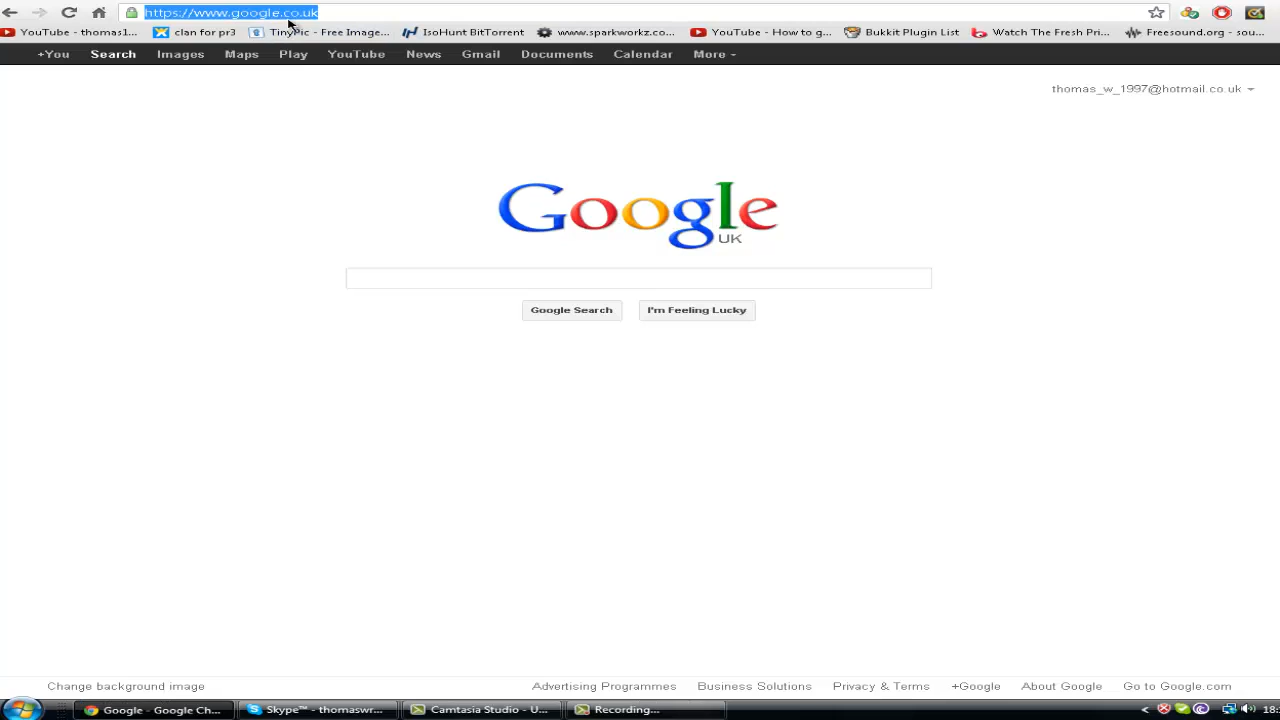 https://www.google.co.uk
YouTube - thomas1... clan for pr3 TinyPic - Free Image... IsoHunt BitTorrent www.sparkworkz.co... YouTube - How to g... Bukkit Plugin List Watch The Fresh Pri... Freesound.org - sou...
+You Search Images Maps Play YouTube News Gmail Documents Calendar More
thomas_w_1997@hotmail.co.uk
Google
UK
Google Search I'm Feeling Lucky
Change background image Advertising Programmes Business Solutions Privacy & Terms +Google About Google Go to Google.com
Google - Google Ch... Skype™ - thomaswr... Camtasia Studio - U... Recording... 18: